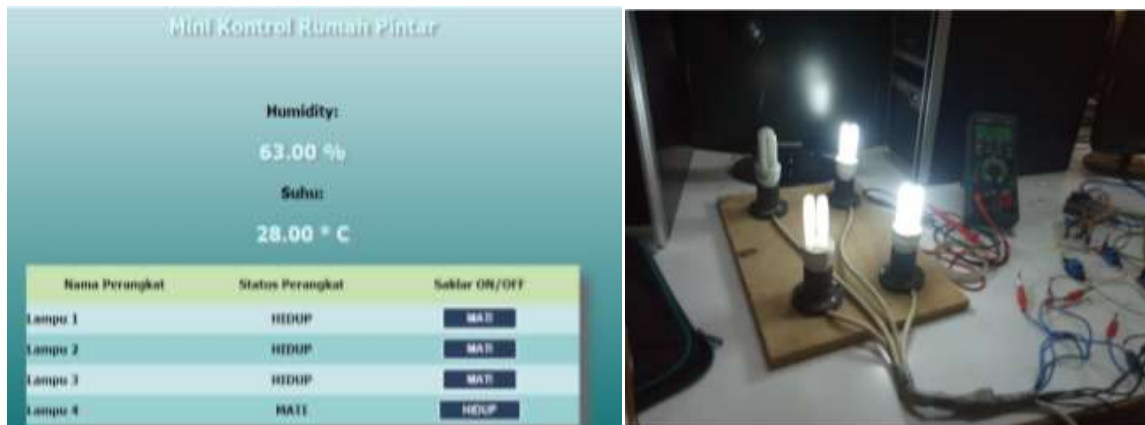 Mini Kontrol Rumah Pintar
Humidity:
63.00 %
Suhu:
28.00 ° C
Nama Perangkat Status Perangkat Saklar ON/OFF
Lampu 1 HIDUP MATI
Lampu 2 HIDUP MATI
Lampu 3 HIDUP MATI
Lampu 4 MATI HIDUP